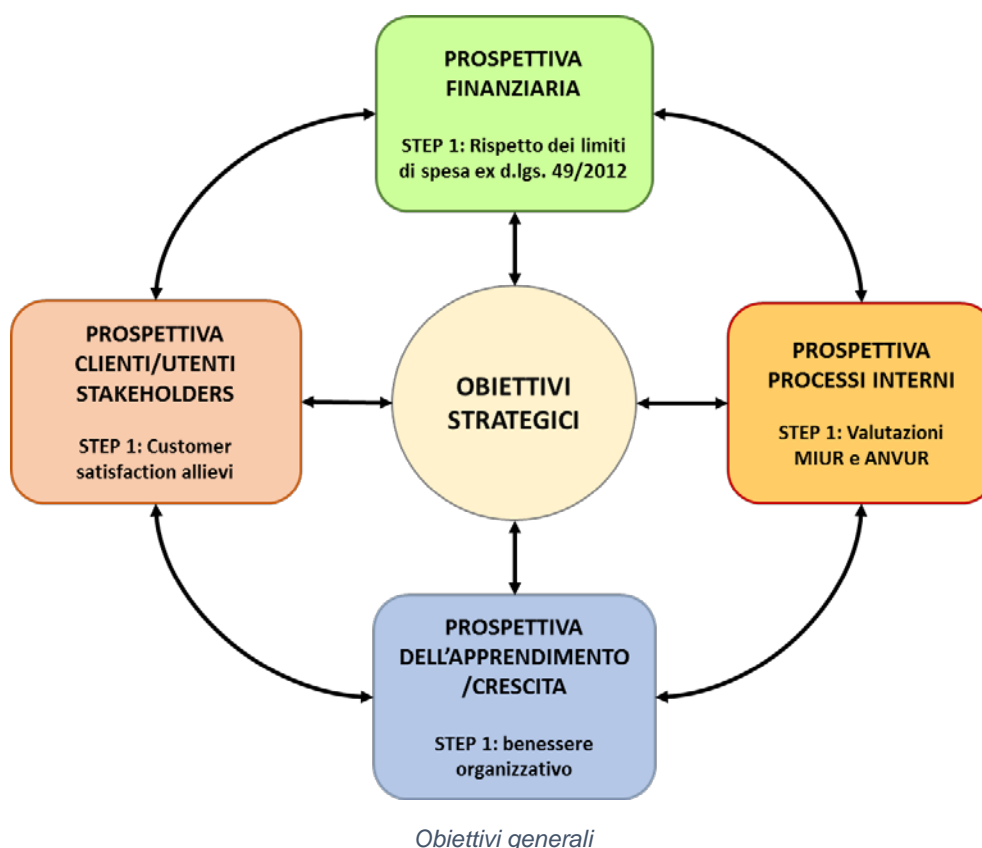 PROSPETTIVA
FINANZIARIA
STEP 1: Rispetto dei limiti
di spesa ex d.lgs. 49/2012
PROSPETTIVA
CLIENTI/UTENTI
STAKEHOLDERS
STEP 1: Customer
satisfaction allievi
OBIETTIVI
STRATEGICI
PROSPETTIVA
PROCESSI INTERNI
STEP 1: Valutazioni
MIUR e ANVUR
PROSPETTIVA
DELL'APPRENDIMENTO
/CRESCITA
STEP 1: benessere
organizzativo
Obiettivi generali